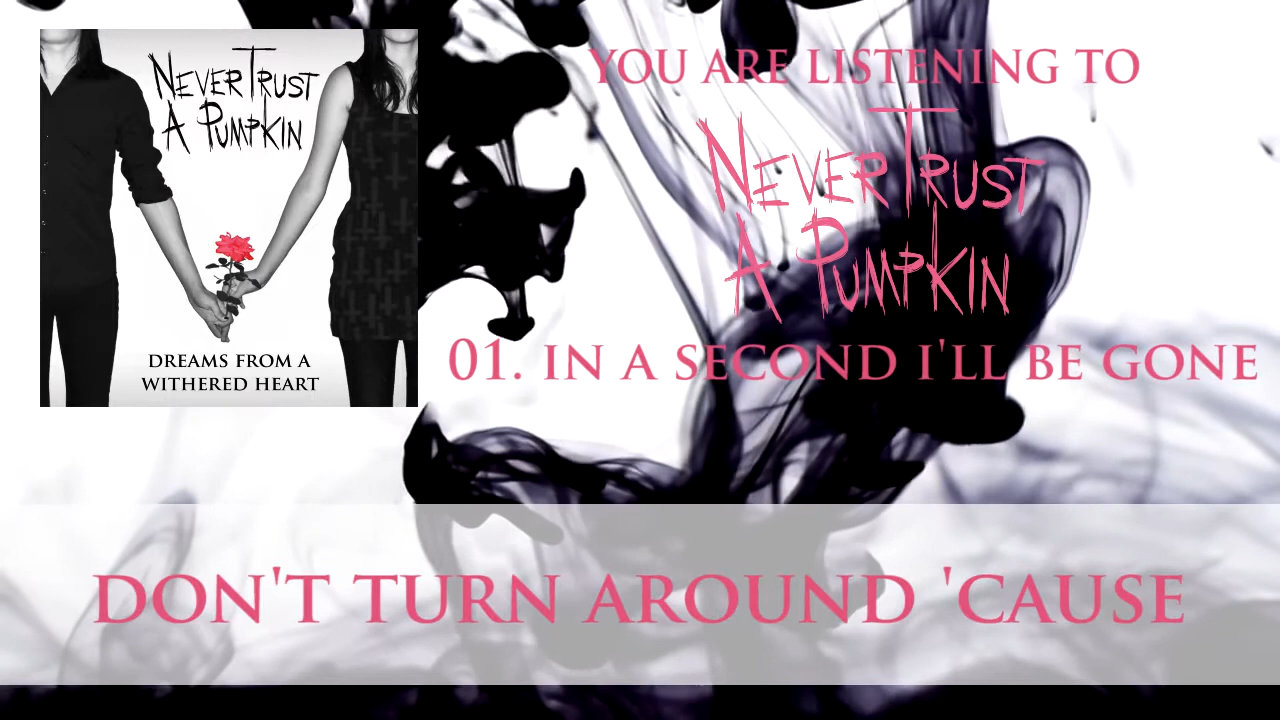 NEVER TRUST
A PUMPKIN
DREAMS FROM A
WITHERED HEART
YOU ARE LISTENING TO
NEVER TRUST
A PUMPKIN
01. IN A SECOND I'LL BE GONE
DON'T TURN AROUND 'CAUSE